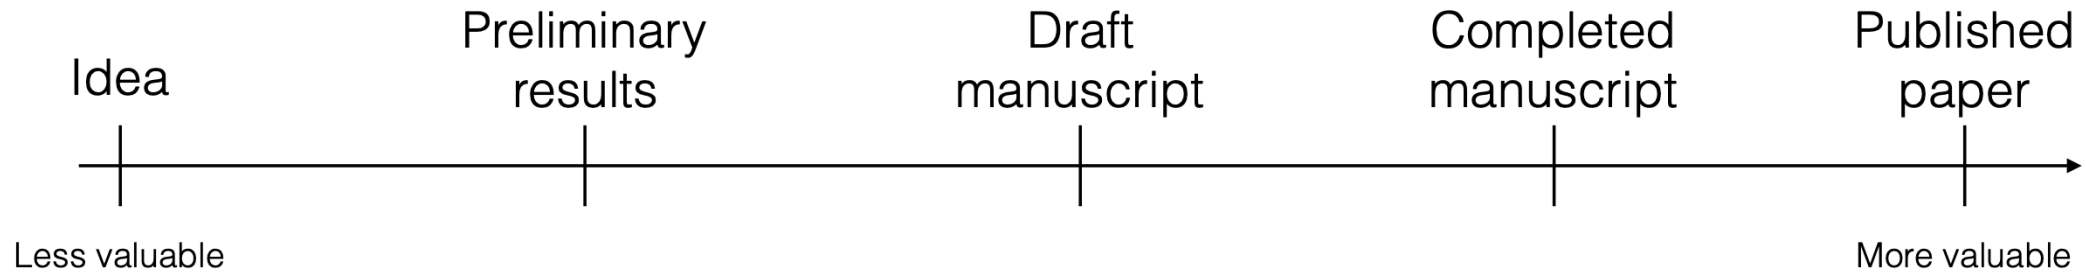 Idea
Preliminary
results
Draft
manuscript
Completed
manuscript
Published
paper
Less valuable
More valuable